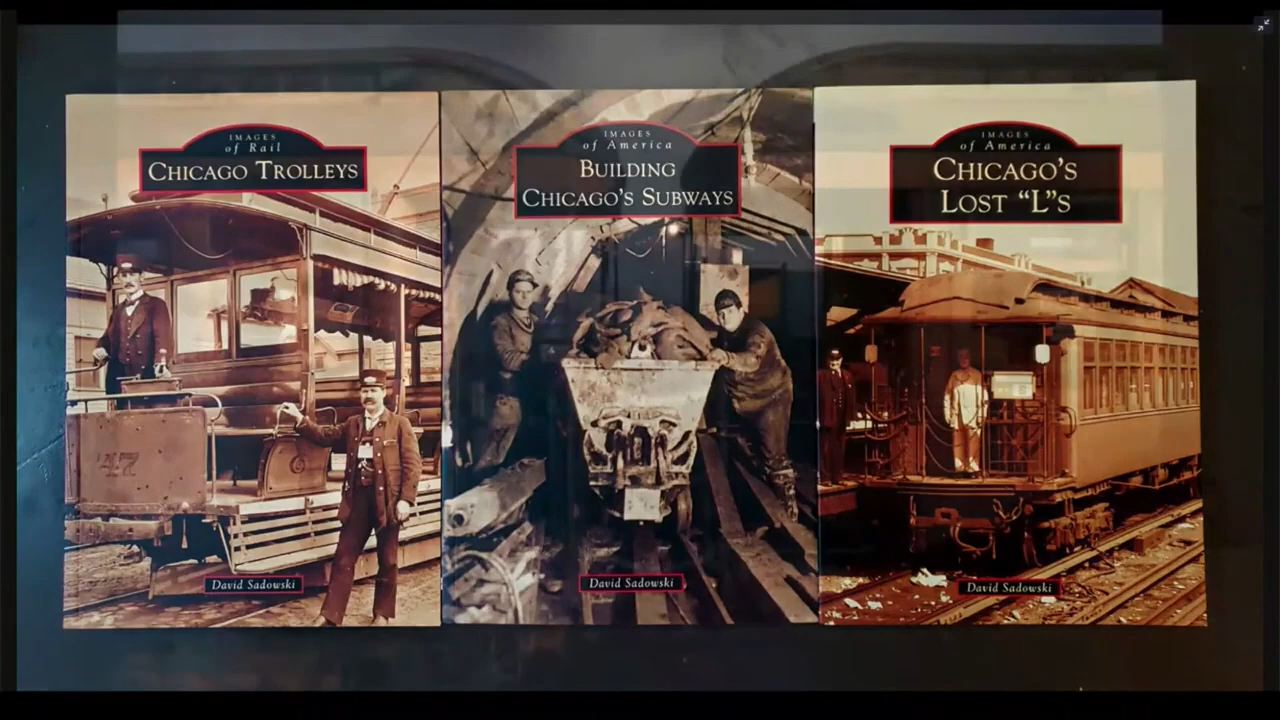 IMAGES
of Rail
CHICAGO TROLLEYS
47
David Sadowski
IMAGES
of America
BUILDING
CHICAGO'S SUBWAYS
David Sadowski
IMAGES
of America
CHICAGO'S
LOST "L"S
David Sadowski